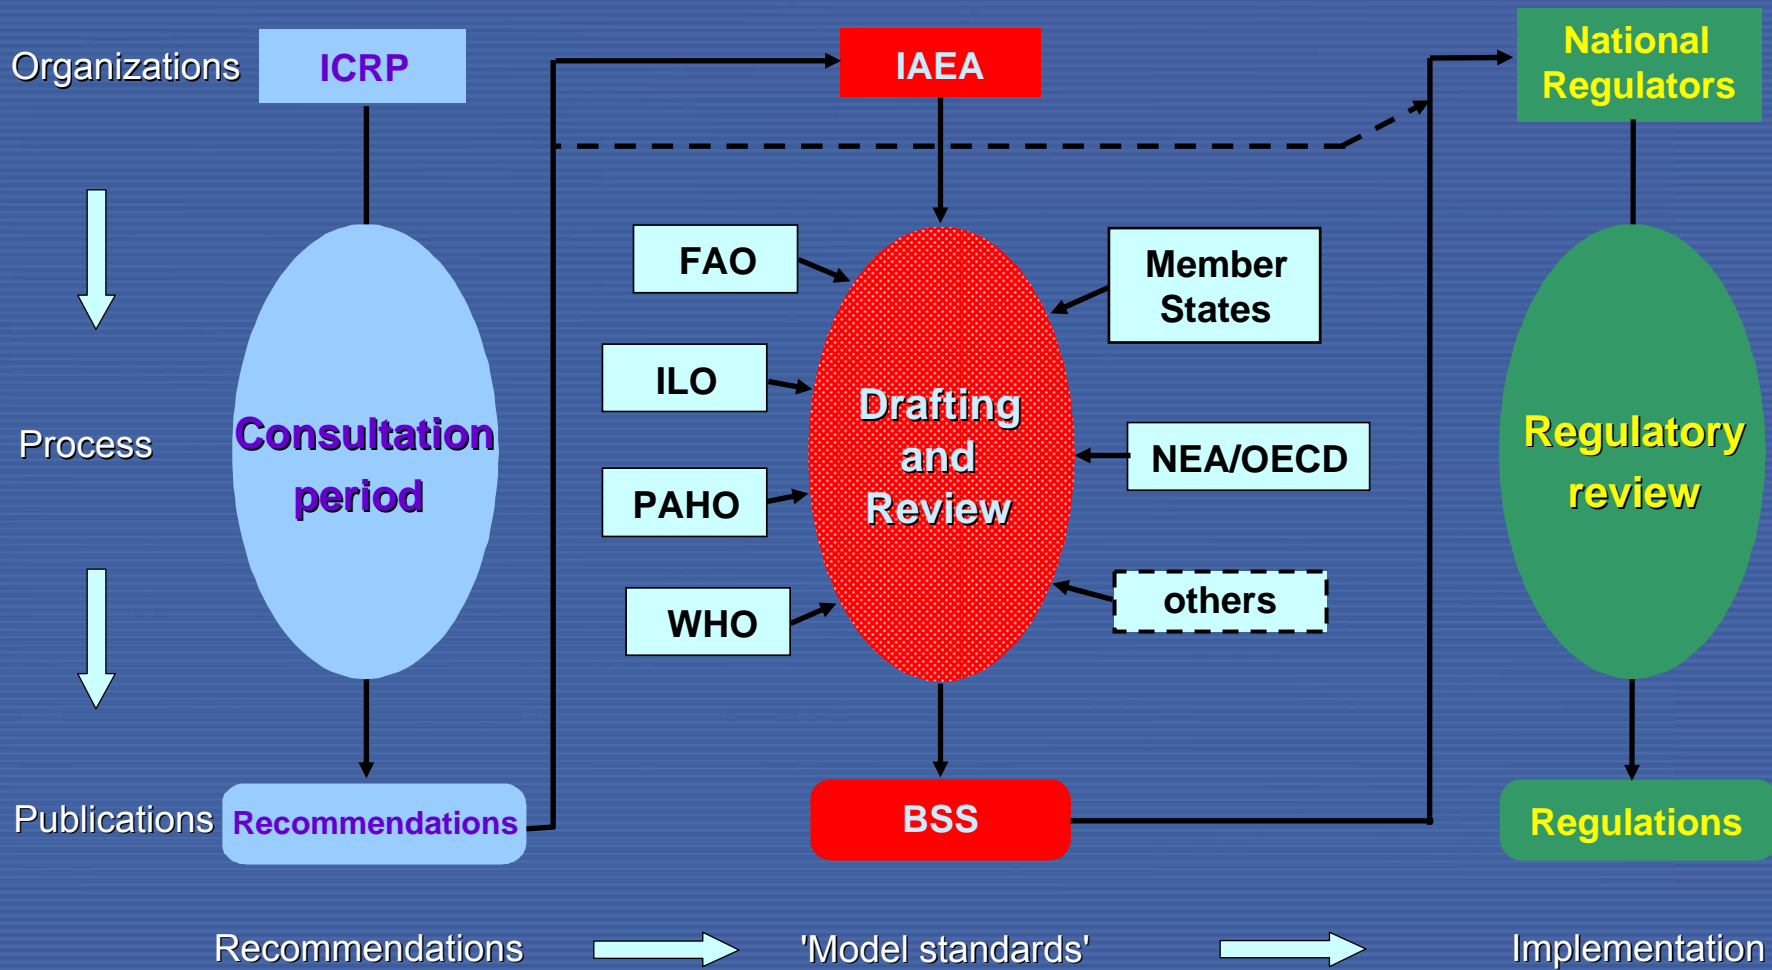 Organizations
ICRP
IAEA
National
Regulators
FAO
Member
States
ILO
Process
Consultation
period
Drafting
and
Review
NEA/OECD
Regulatory
review
PAHO
WHO
others
Publications
Recommendations
BSS
Regulations
Recommendations
'Model standards'
Implementation